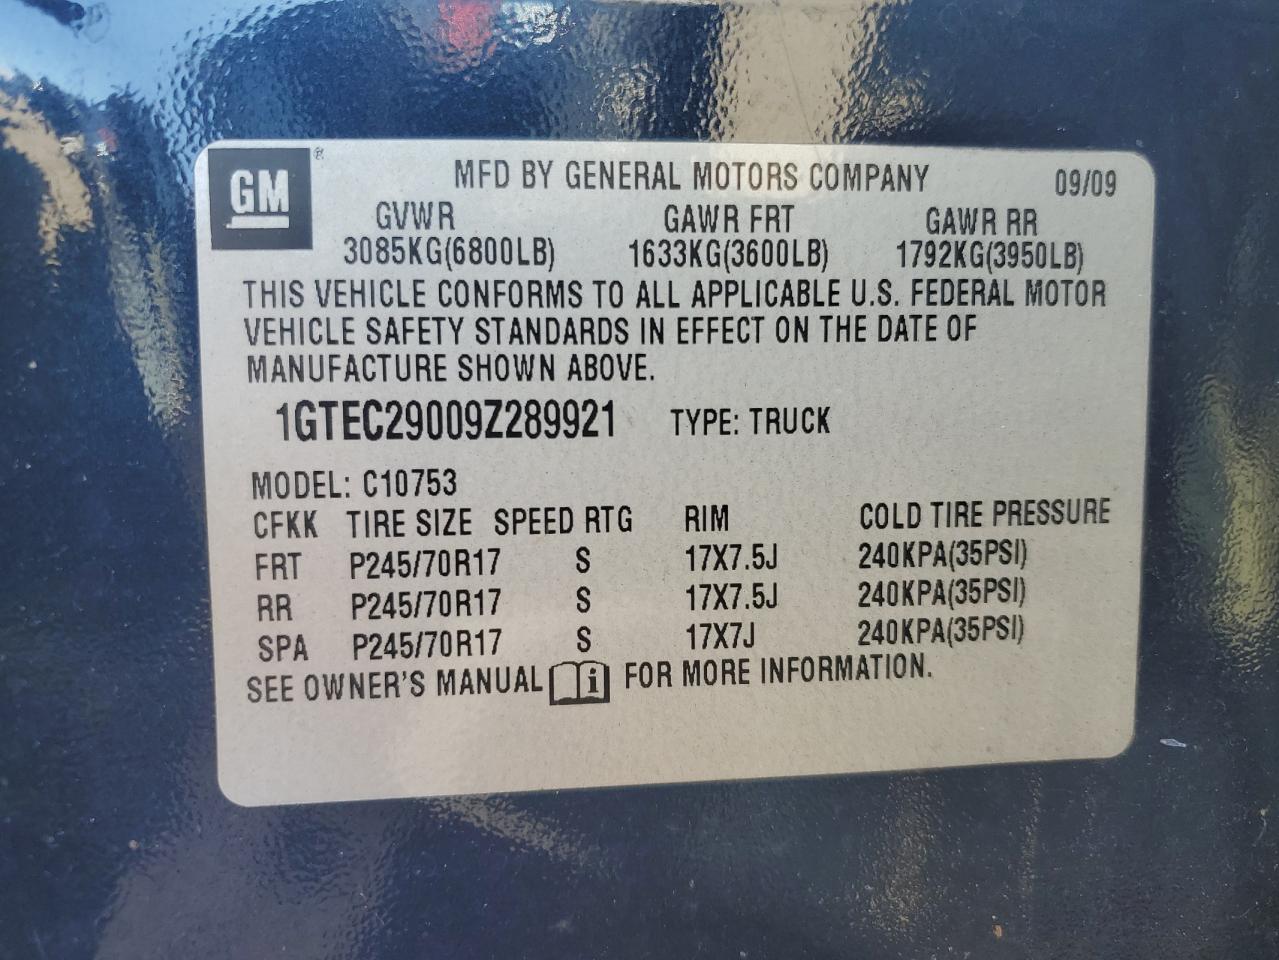 GM ® MFD BY GENERAL MOTORS COMPANY 09/09
GVWR GAWR FRT GAWR RR
3085KG(6800LB) 1633KG(3600LB) 1792KG(3950LB)
THIS VEHICLE CONFORMS TO ALL APPLICABLE U.S. FEDERAL MOTOR
VEHICLE SAFETY STANDARDS IN EFFECT ON THE DATE OF
MANUFACTURE SHOWN ABOVE.
1GTEC29009Z289921 TYPE: TRUCK
MODEL: C10753
CFKK TIRE SIZE SPEED RTG RIM COLD TIRE PRESSURE
FRT P245/70R17 S 17X7.5J 240KPA(35PSI)
RR P245/70R17 S 17X7.5J 240KPA(35PSI)
SPA P245/70R17 S 17X7J 240KPA(35PSI)
SEE OWNER'S MANUAL i FOR MORE INFORMATION.